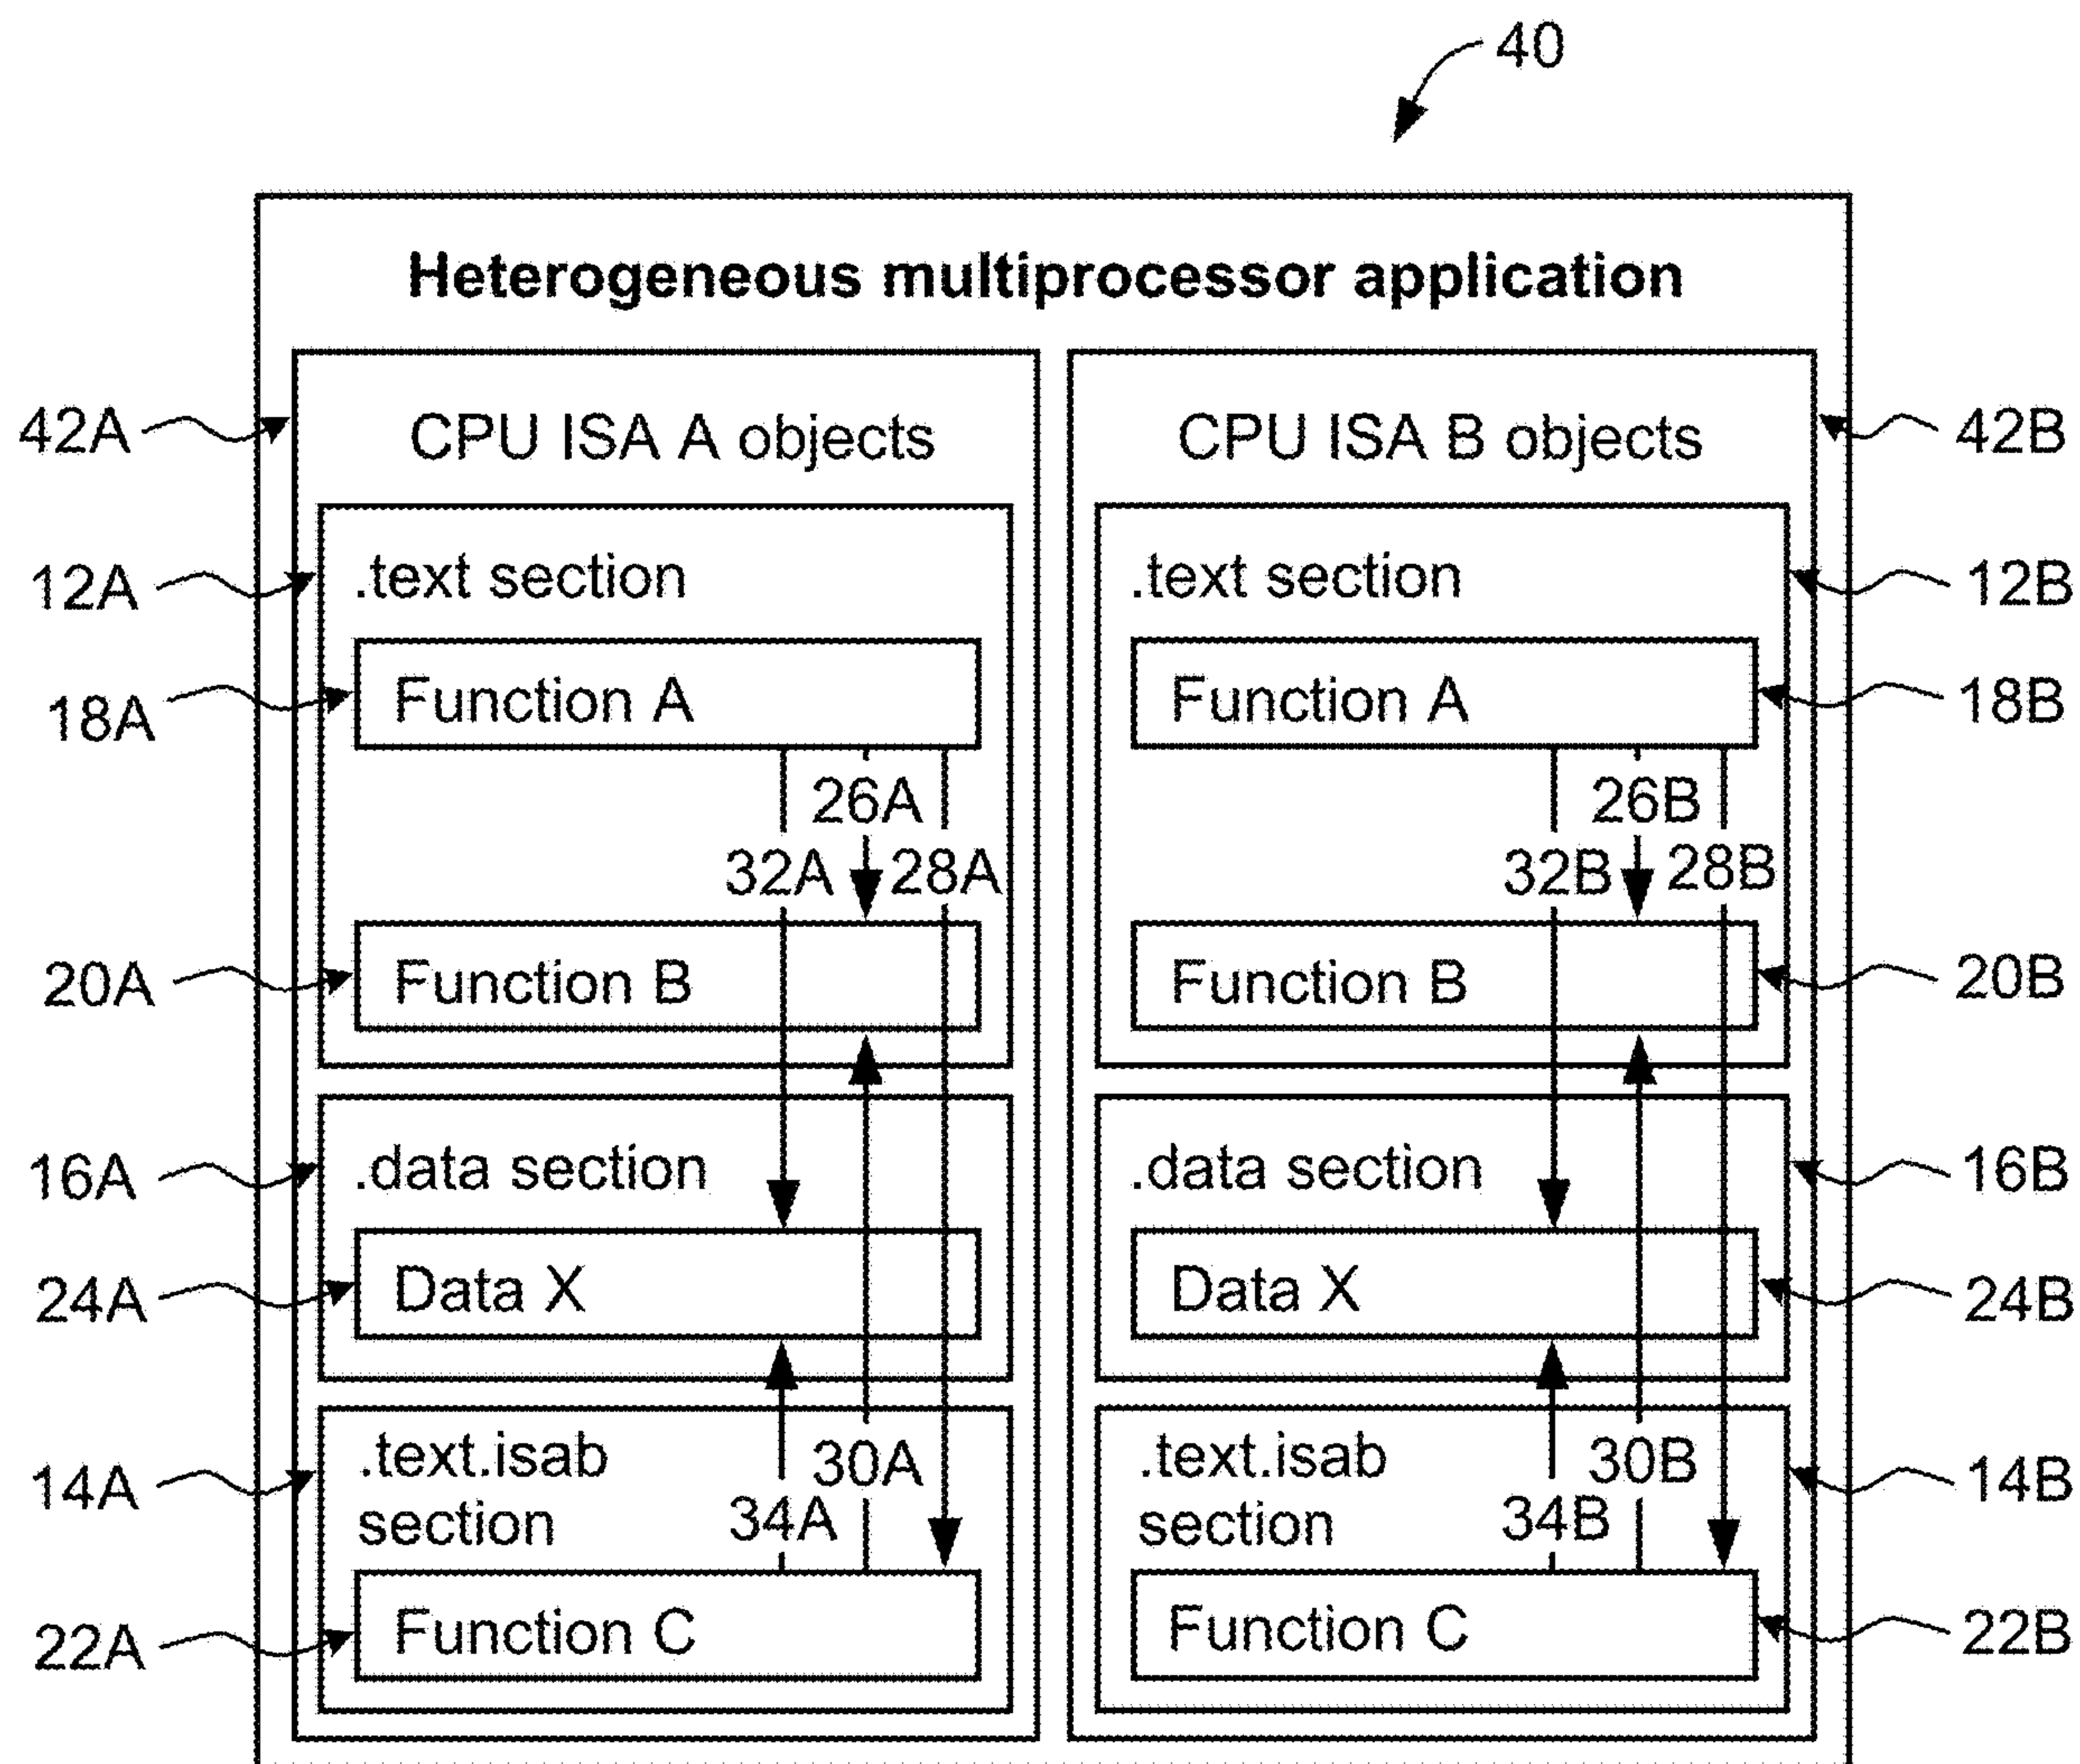 40
Heterogeneous multiprocessor application
42A
CPU ISA A objects
CPU ISA B objects
42B
12A
.text section
.text section
12B
18A
Function A
Function A
18B
26A
26B
32A
28A
32B
28B
20A
Function B
Function B
20B
16A
.data section
.data section
16B
24A
Data X
Data X
24B
14A
.text.isab
section
30A
34A
.text.isab
section
30B
34B
14B
22A
Function C
Function C
22B